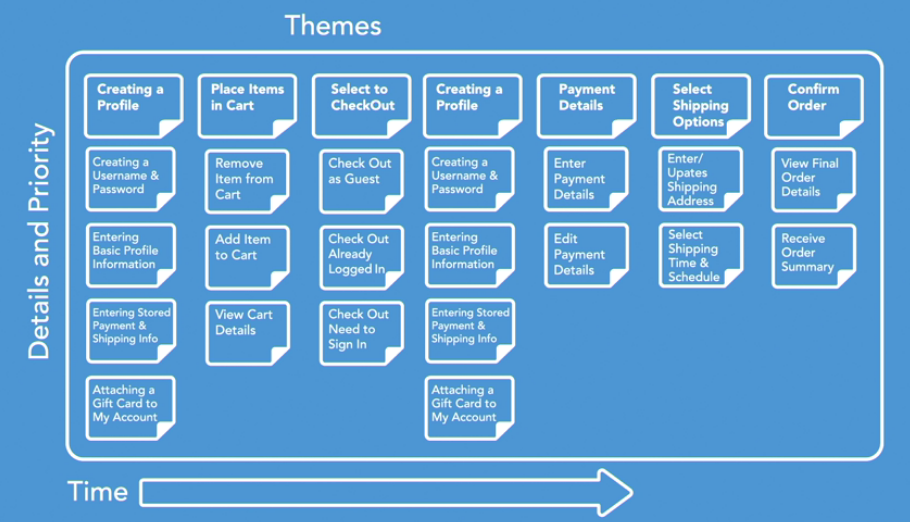 Themes
Details and Priority
Creating a
Profile
Place Items
in Cart
Select to
CheckOut
Creating a
Profile
Payment
Details
Select
Shipping
Options
Confirm
Order
Creating a
Username &
Password
Remove
Item from
Cart
Check Out
as Guest
Creating a
Username &
Password
Enter
Payment
Details
Enter/
Upates
Shipping
Address
View Final
Order
Details
Entering
Basic Profile
Information
Add Item
to Cart
Check Out
Already
Logged In
Entering
Basic Profile
Information
Edit
Payment
Details
Select
Shipping
Time &
Schedule
Receive
Order
Summary
Entering Stored
Payment &
Shipping Info
View Cart
Details
Check Out
Need to
Sign In
Entering Stored
Payment &
Shipping Info
Attaching a
Gift Card to
My Account
Attaching a
Gift Card to
My Account
Time